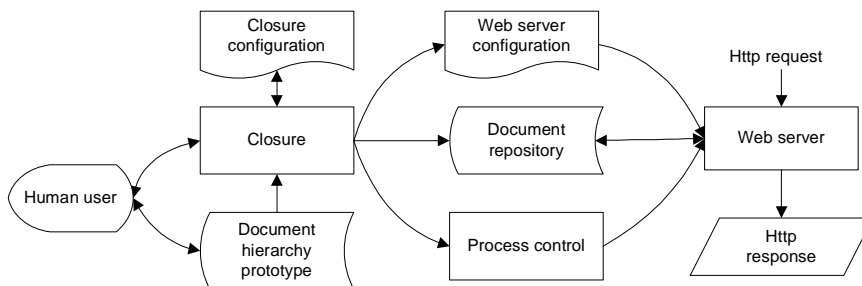 Closure
configuration
Web server
configuration
Http request
Closure
Document
repository
Web server
Human user
Document
hierarchy
prototype
Process control
Http
response